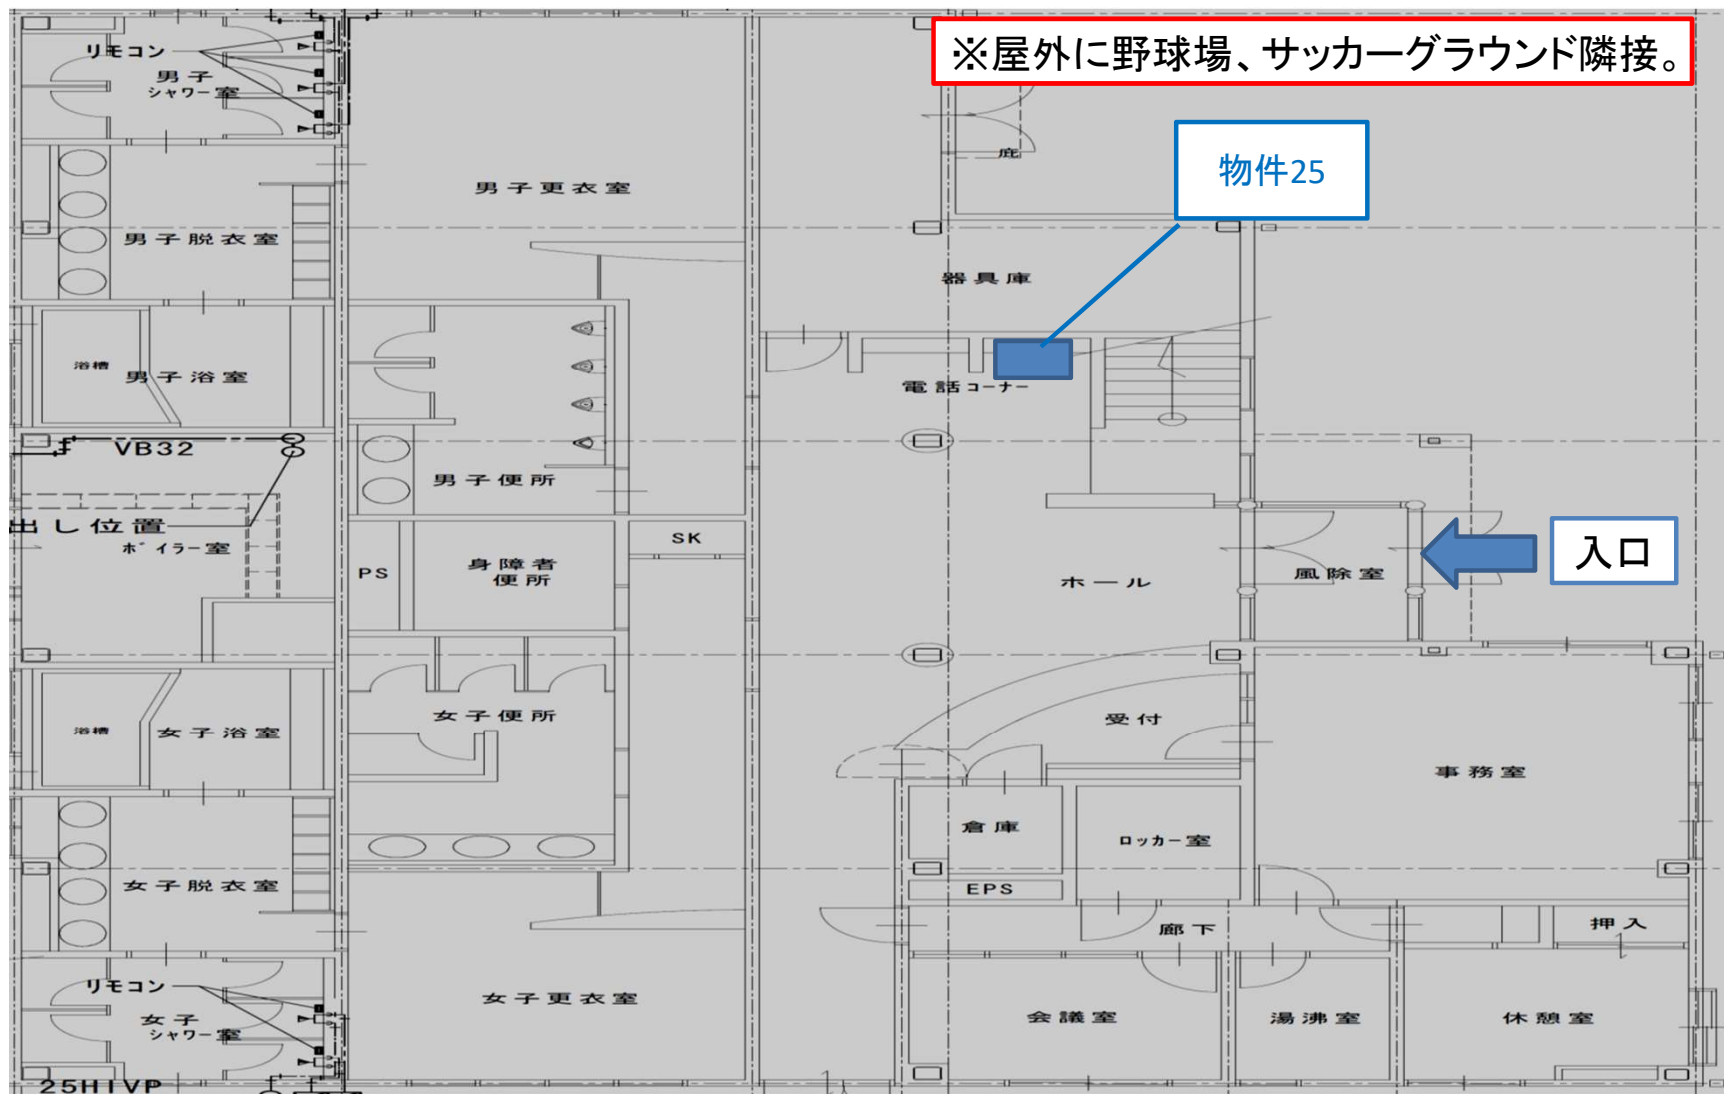 ※屋外に野球場、サッカーグラウンド隣接。
リモコン
男子
シャワー室
庇
物件25
男子更衣室
男子脱衣室
器具庫
浴槽
男子浴室
電話コーナー
VB32
男子便所
出し位置
ボイラー室
PS
身障者
便所
SK
ホール
風除室
入口
浴槽
女子浴室
女子便所
受付
事務室
倉庫
ロッカー室
女子脱衣室
EPS
廊下
押入
リモコン
女子
シャワー室
女子更衣室
会議室
湯沸室
休憩室
25HIVP